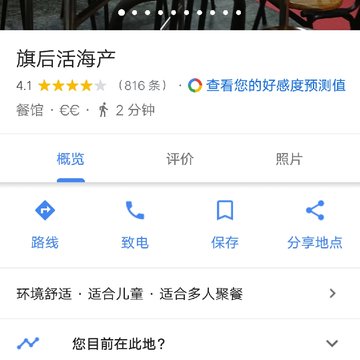 旗后活海产
4.1 （816 条） · 查看您的好感度预测值
餐馆 · €€ · 2 分钟
概览 评价 照片
路线 致电 保存 分享地点
环境舒适 · 适合儿童 · 适合多人聚餐
您目前在此地？